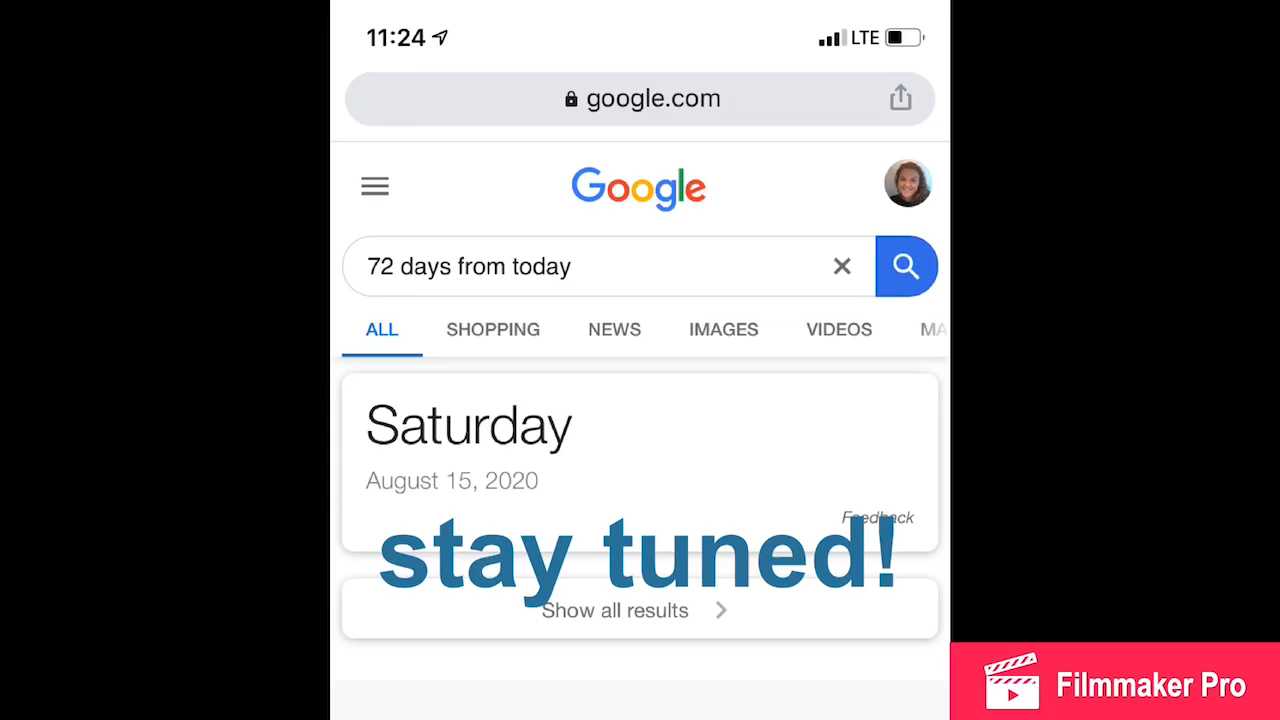 11:24
LTE
google.com
Google
72 days from today
ALL SHOPPING NEWS IMAGES VIDEOS MA
Saturday
August 15, 2020
Feedback
stay tuned!
Show all results
Filmmaker Pro